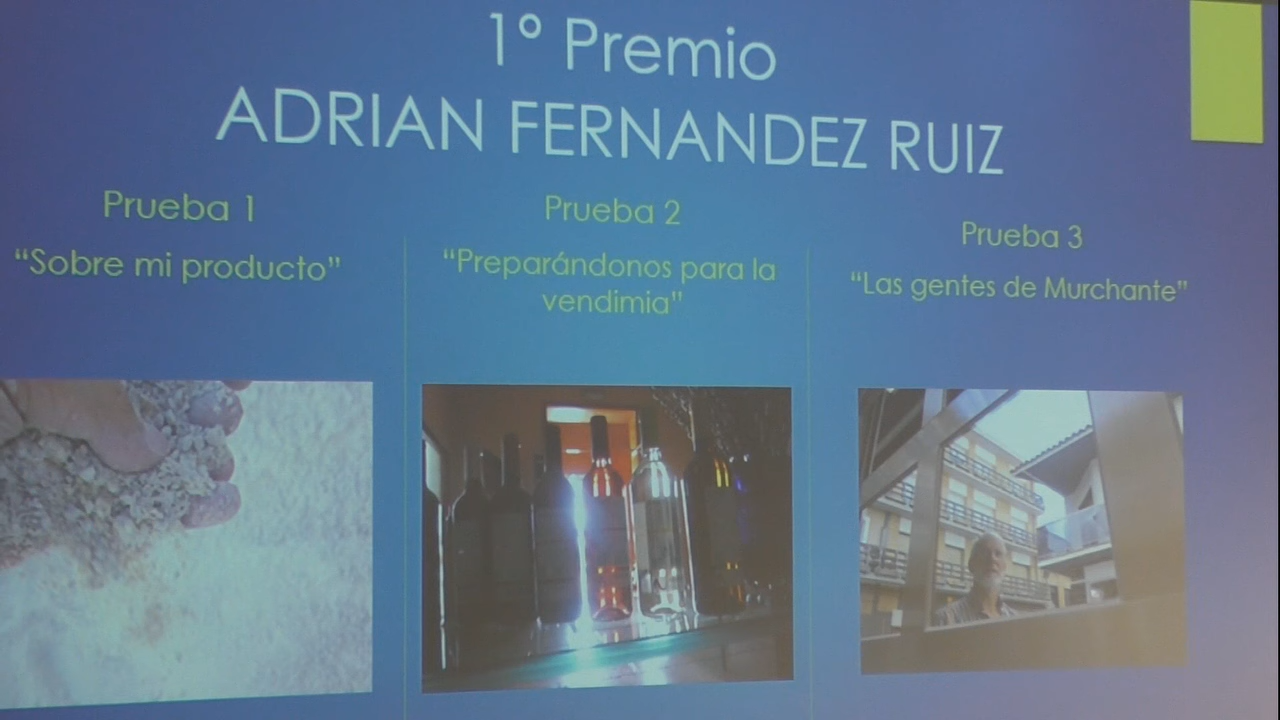 1º Premio
ADRIAN FERNANDEZ RUIZ
Prueba 1
“Sobre mi producto”
Prueba 2
“Preparándonos para la
vendimia”
Prueba 3
“Las gentes de Murchante”